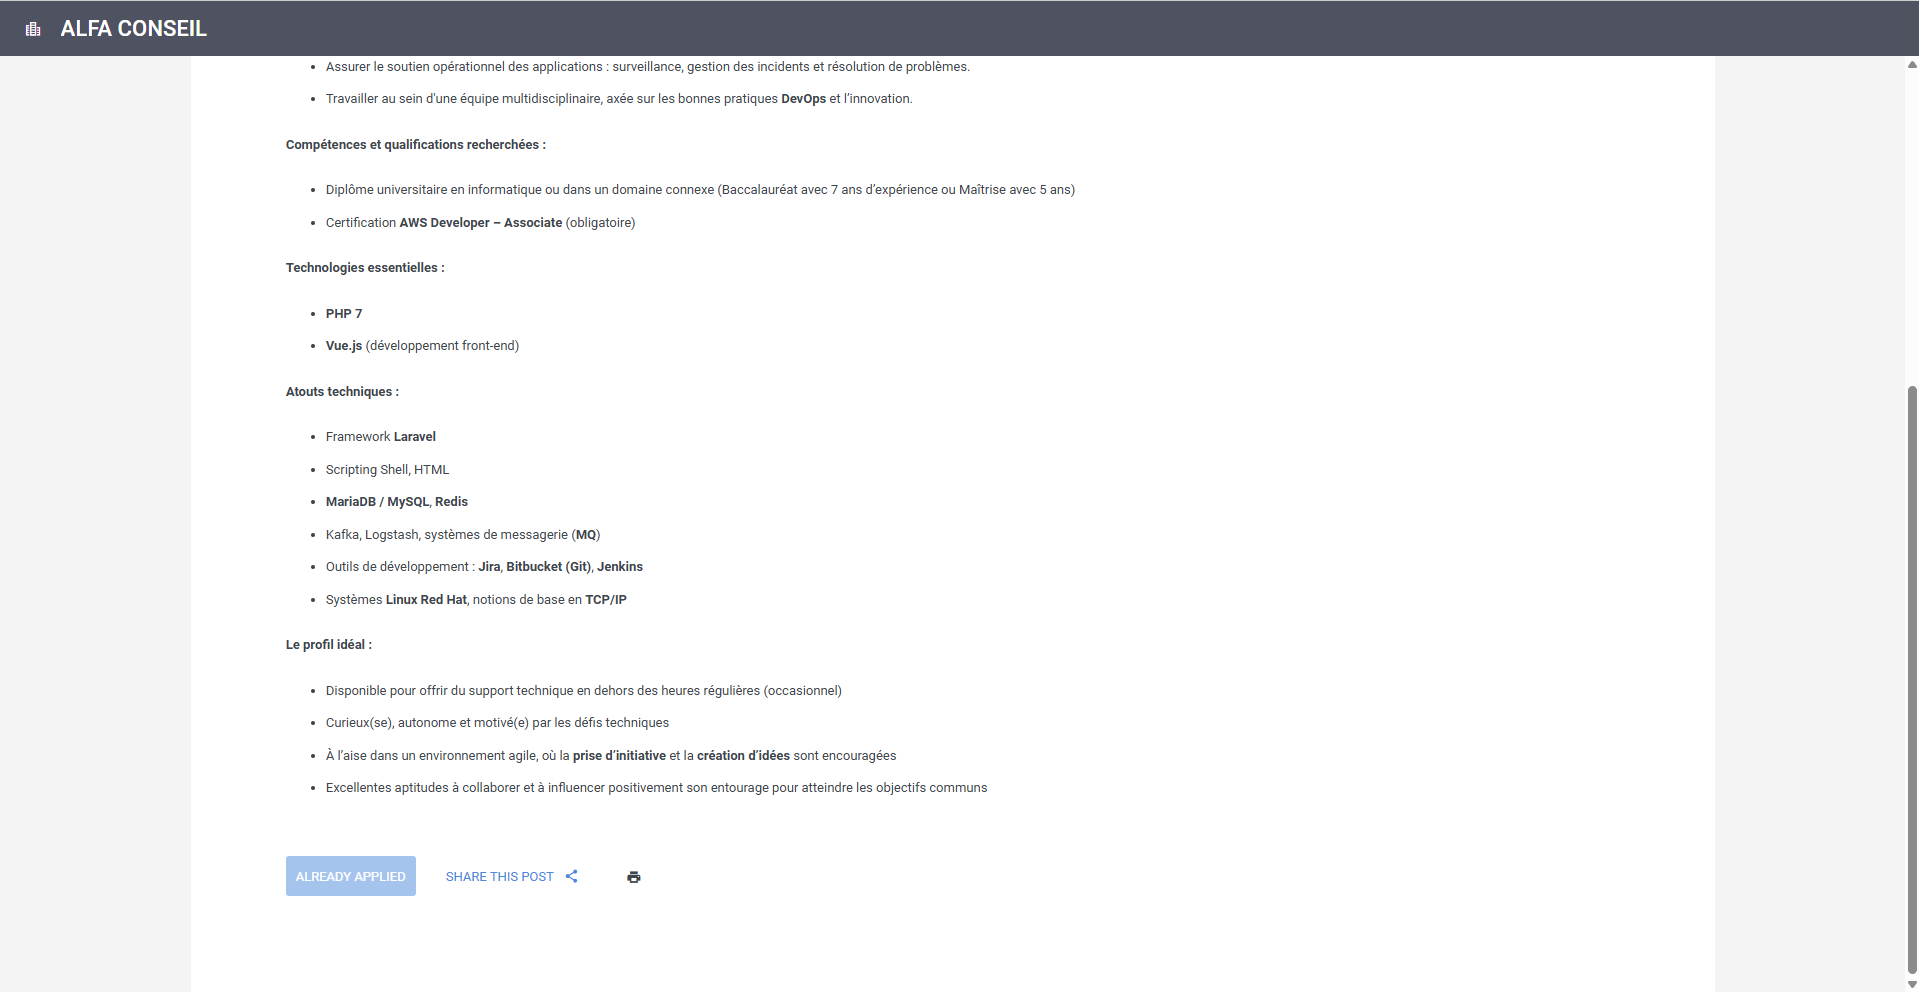 ALFA CONSEIL
Assurer le soutien opérationnel des applications : surveillance, gestion des incidents et résolution de problèmes.
Travailler au sein d'une équipe multidisciplinaire, axée sur les bonnes pratiques DevOps et l’innovation.
Compétences et qualifications recherchées :
Diplôme universitaire en informatique ou dans un domaine connexe (Baccalauréat avec 7 ans d’expérience ou Maîtrise avec 5 ans)
Certification AWS Developer – Associate (obligatoire)
Technologies essentielles :
PHP 7
Vue.js (développement front-end)
Atouts techniques :
Framework Laravel
Scripting Shell, HTML
MariaDB / MySQL, Redis
Kafka, Logstash, systèmes de messagerie (MQ)
Outils de développement : Jira, Bitbucket (Git), Jenkins
Systèmes Linux Red Hat, notions de base en TCP/IP
Le profil idéal :
Disponible pour offrir du support technique en dehors des heures régulières (occasionnel)
Curieux(se), autonome et motivé(e) par les défis techniques
À l’aise dans un environnement agile, où la prise d’initiative et la création d’idées sont encouragées
Excellentes aptitudes à collaborer et à influencer positivement son entourage pour atteindre les objectifs communs
ALREADY APPLIED SHARE THIS POST